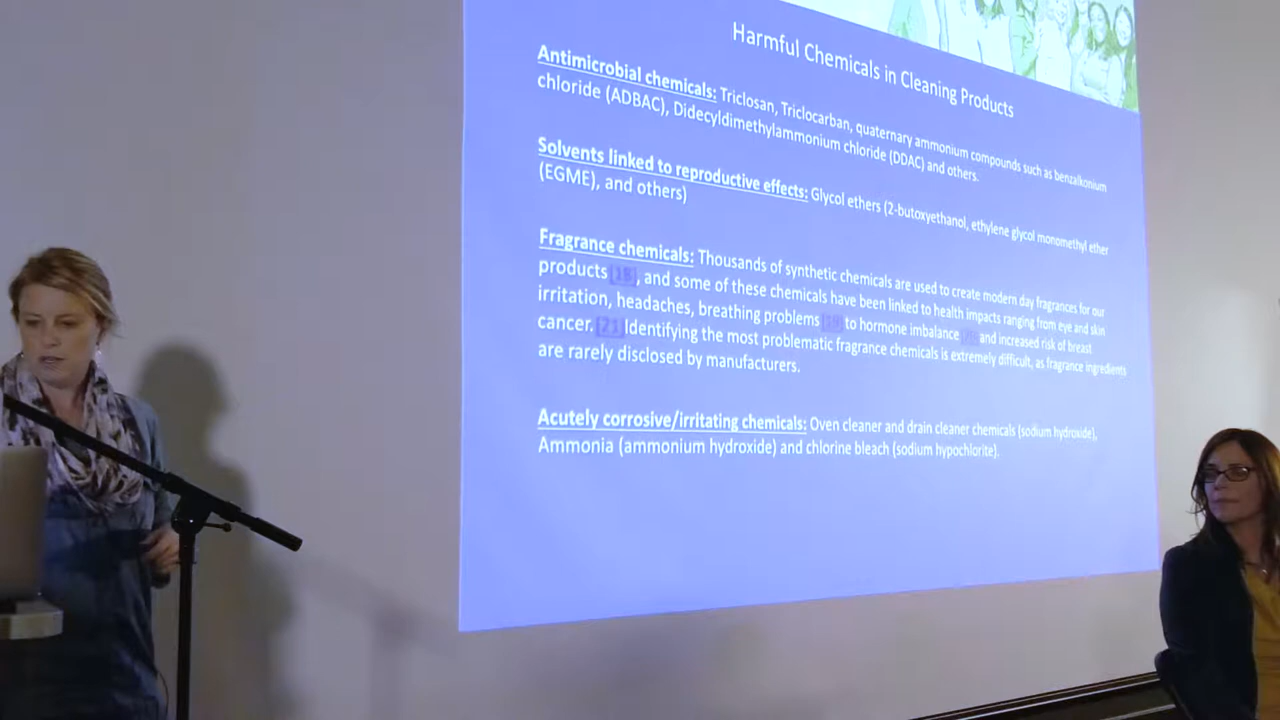 Harmful Chemicals in Cleaning Products
Antimicrobial chemicals: Triclosan, Triclocarban, quaternary ammonium compounds such as benzalkonium
chloride (ADBAC), Didecyldimethylammonium chloride (DDAC) and others.
Solvents linked to reproductive effects: Glycol ethers (2-butoxyethanol, ethylene glycol monomethyl ether
(EGME), and others)
Fragrance chemicals: Thousands of synthetic chemicals are used to create modern day fragrances for our
products [18], and some of these chemicals have been linked to health impacts ranging from eye and skin
irritation, headaches, breathing problems [19] to hormone imbalance and increased risk of breast
cancer. [21] Identifying the most problematic fragrance chemicals is extremely difficult, as fragrance ingredients
are rarely disclosed by manufacturers.
Acutely corrosive/irritating chemicals: Oven cleaner and drain cleaner chemicals (sodium hydroxide),
Ammonia (ammonium hydroxide) and chlorine bleach (sodium hypochlorite).